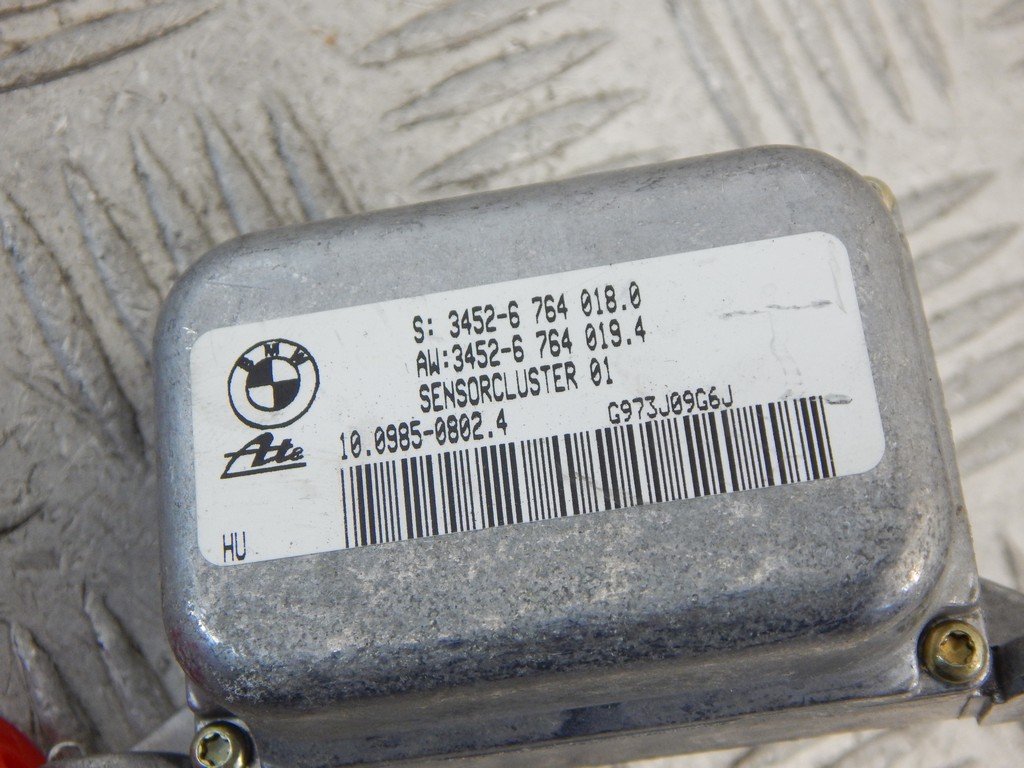 S: 3452-6 764 018.0
AW:3452-6 764 019.4
SENSORCLUSTER 01
BMW
Ate
10.0985-0802.4 G973J09G6J
HU